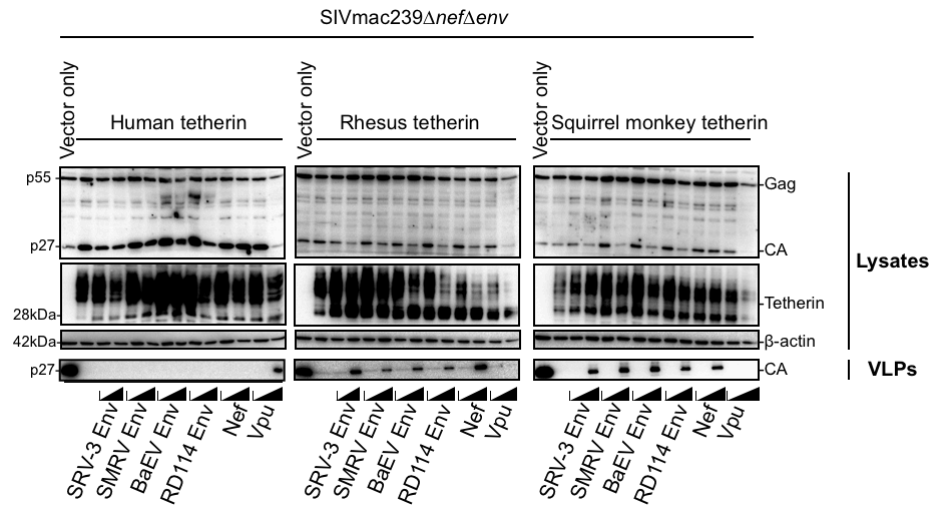 SIVmac239ΔnefΔenv
Vector only
Human tetherin
Vector only
Rhesus tetherin
Vector only
Squirrel monkey tetherin
p55
Gag
p27
CA
Lysates
Tetherin
28kDa
42kDa
β-actin
p27
CA
VLPs
SRV-3 Env
SMRV Env
BaEV Env
RD114 Env
Nef
Vpu
SRV-3 Env
SMRV Env
BaEV Env
RD114 Env
Nef
Vpu
SRV-3 Env
SMRV Env
BaEV Env
RD114 Env
Nef
Vpu